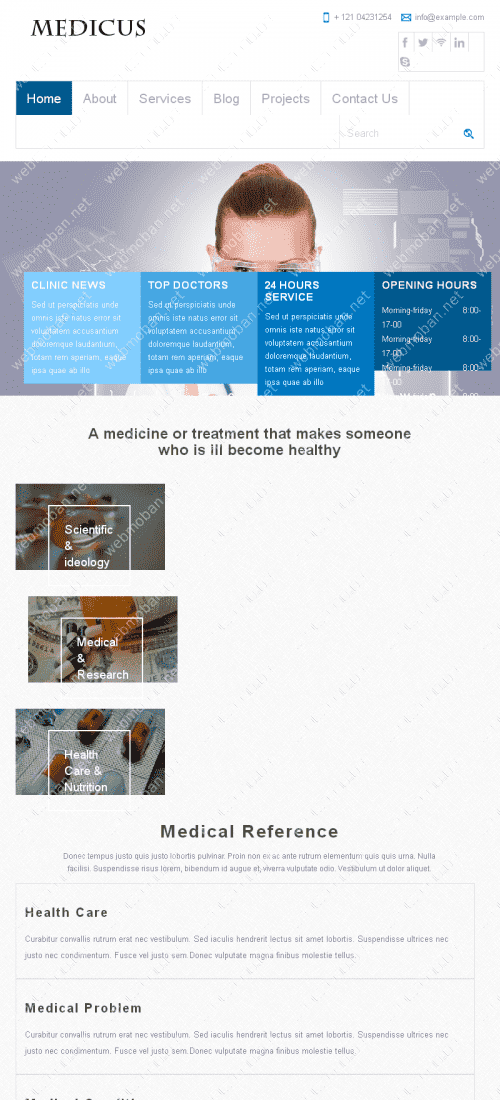 MEDICUS
+ 121 04231254 info@example.com
Home About Services Blog Projects Contact Us
Search
CLINIC NEWS
Sed ut perspiciatis unde
omnis iste natus error sit
voluptatem accusantium
doloremque laudantium,
totam rem aperiam, eaque
ipsa quae ab illo
TOP DOCTORS
Sed ut perspiciatis unde
omnis iste natus error sit
voluptatem accusantium
doloremque laudantium,
totam rem aperiam, eaque
ipsa quae ab illo
24 HOURS
SERVICE
Sed ut perspiciatis unde
omnis iste natus error sit
voluptatem accusantium
doloremque laudantium,
totam rem aperiam, eaque
ipsa quae ab illo
OPENING HOURS
Morning-friday 8:00-
17-00
Morning-friday 8:00-
17-00
Morning-friday 8:00-
17-00
A medicine or treatment that makes someone
who is ill become healthy
Scientific
&
ideology
Medical
&
Research
Health
Care &
Nutrition
Medical Reference
Donec tempus justo quis justo lobortis pulvinar. Proin non ex ac ante rutrum elementum quis quis urna. Nulla
facilisi. Suspendisse risus lorem, bibendum id augue et, viverra vulputate odio. Vestibulum ut dolor aliquet.
Health Care
Curabitur convallis rutrum erat nec vestibulum. Sed iaculis hendrerit lectus sit amet lobortis. Suspendisse ultrices nec
justo nec condimentum. Fusce vel justo sem.Donec vulputate magna finibus molestie tellus.
Medical Problem
Curabitur convallis rutrum erat nec vestibulum. Sed iaculis hendrerit lectus sit amet lobortis. Suspendisse ultrices nec
justo nec condimentum. Fusce vel justo sem.Donec vulputate magna finibus molestie tellus.
webmoban.net